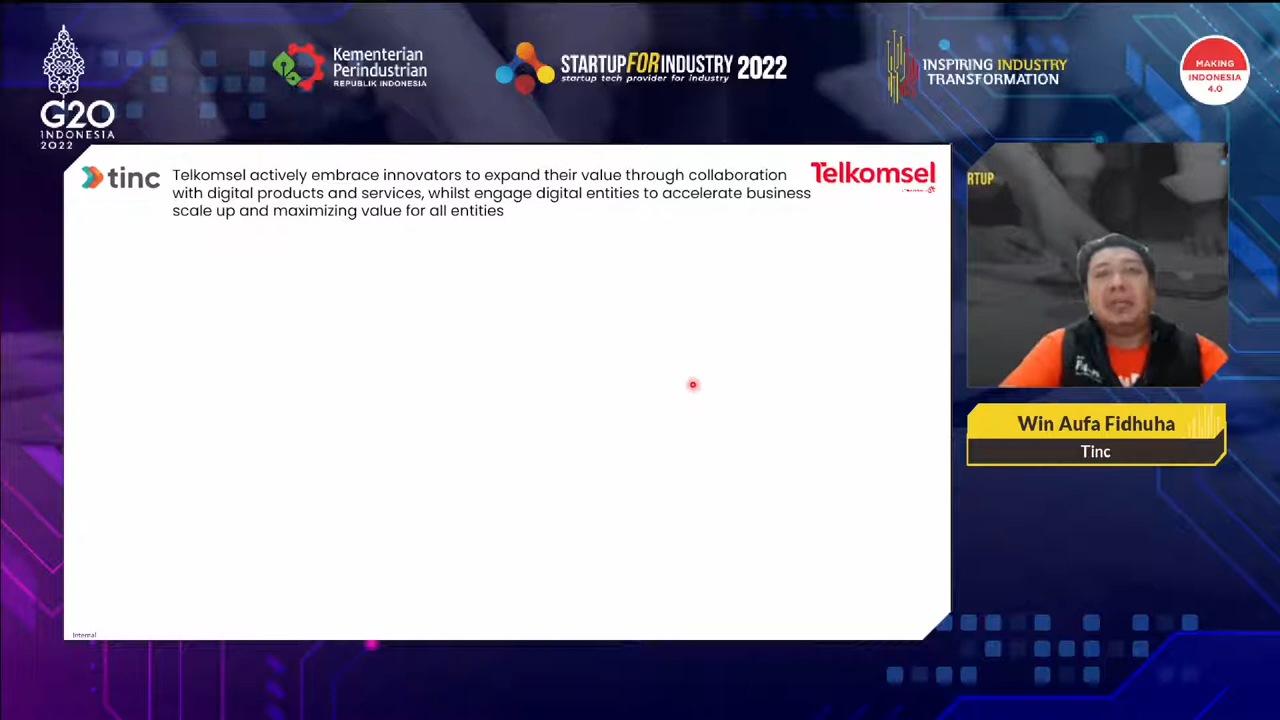 G20
INDONESIA
2022
Kementerian
Perindustrian
REPUBLIK INDONESIA
STARTUPFORINDUSTRY 2022
startup tech provider for industry
INSPIRING INDUSTRY
TRANSFORMATION
MAKING
INDONESIA
4.0
tinc
Telkomsel actively embrace innovators to expand their value through collaboration
with digital products and services, whilst engage digital entities to accelerate business
scale up and maximizing value for all entities
Telkomsel
RTUP
Win Aufa Fidhuha
Tinc
Internal